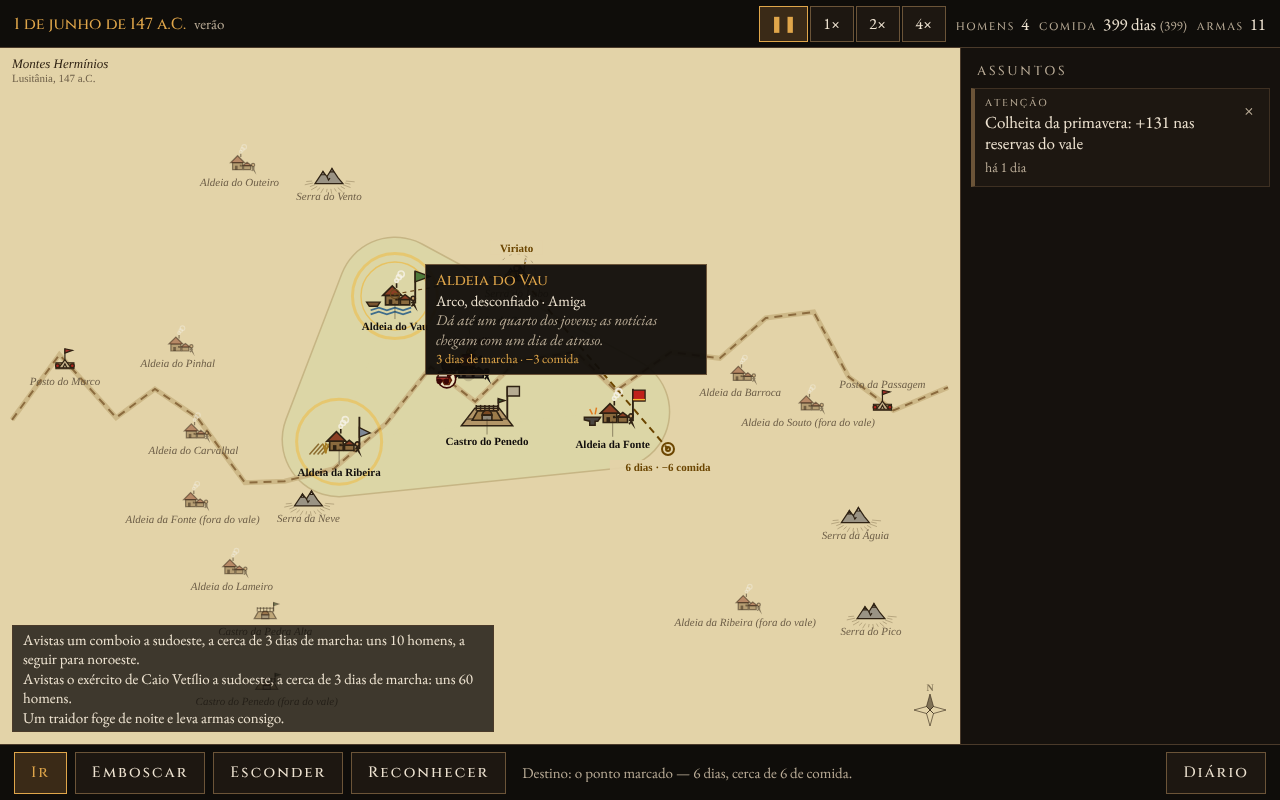 1 de junho de 147 a.C. verão
❚❚ 1× 2× 4× HOMENS 4 COMIDA 399 dias (399) ARMAS 11
Montes Hermínios
Lusitânia, 147 a.C.
ASSUNTOS
ATENÇÃO
Colheita da primavera: +131 nas
reservas do vale
×
há 1 dia
Aldeia do Outeiro
Serra do Vento
Viriato
Aldeia do Vau
Aldeia do Vau
Arco, desconfiado · Amiga
Dá até um quarto dos jovens; as notícias
chegam com um dia de atraso.
3 dias de marcha · −3 comida
Aldeia do Pinhal
Posto do Marco
Aldeia da Barroca
Posto da Passagem
Aldeia do Souto (fora do vale)
Castro do Penedo
Aldeia da Fonte
Aldeia do Carvalhal
6 dias · −6 comida
Aldeia da Ribeira
Aldeia da Fonte (fora do vale)
Serra da Neve
Serra da Águia
Aldeia do Lameiro
Aldeia da Ribeira (fora do vale)
Serra do Pico
Avistas um comboio a sudoeste, a cerca de 3 dias de marcha: uns 10 homens, a
seguir para noroeste.
Avistas o exército de Caio Vetílio a sudoeste, a cerca de 3 dias de marcha: uns 60
homens.
Castro do Penedo (fora do vale)
Um traidor foge de noite e leva armas consigo.
N
Ir Emboscar Esconder Reconhecer Destino: o ponto marcado — 6 dias, cerca de 6 de comida. Diário